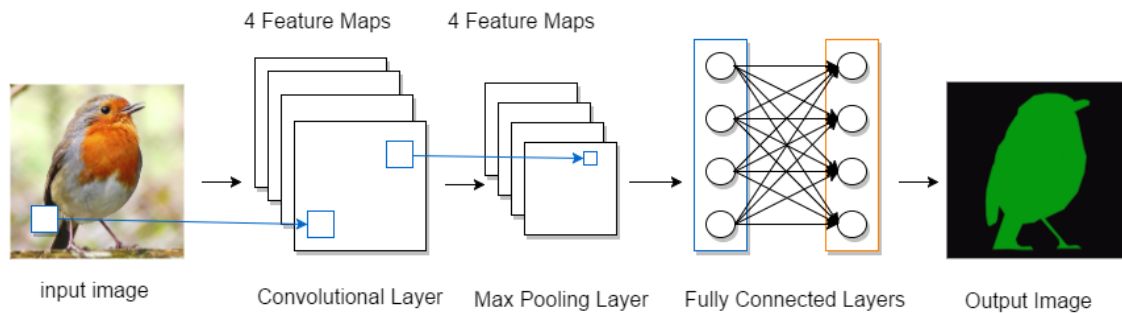 4 Feature Maps
4 Feature Maps
input image
Convolutional Layer
Max Pooling Layer
Fully Connected Layers
Output Image